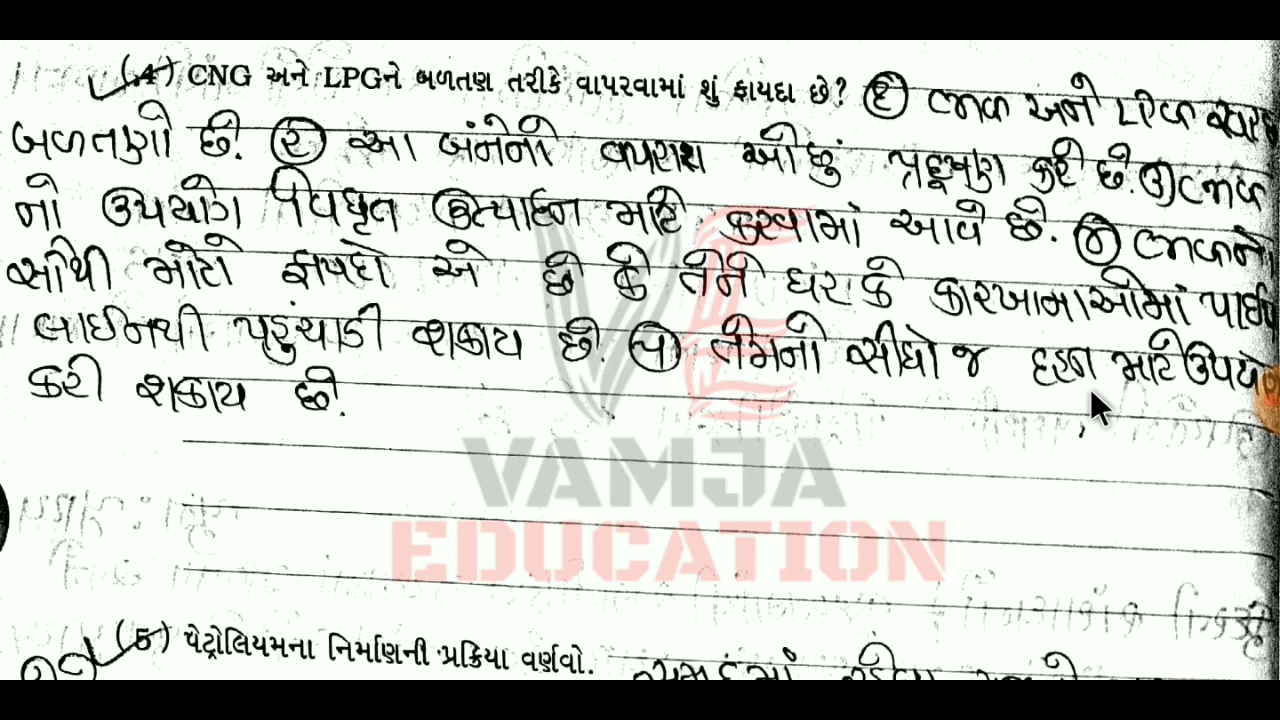 (4) CNG અને LPGને બળતણ તરીકે વાપરવામાં શું ફાયદા છે? ① CNG અને LPG સ્વચ્છ
બળતણો છે. ② આ બંનેનો વપરાશ ઓછું પ્રદૂષણ કરે છે. ③ CNG
નો ઉપયોગ વિદ્યુત ઉત્પાદન માટે કરવામાં આવે છે. ④ CNGનો
સૌથી મોટો ફાયદો એ છે કે તેને ઘર કે કારખાનાઓમાં પાઈપ
લાઈનથી પહુંચાડી શકાય છે. ⑤ તેમનો સીધો જ દહન માટે ઉપયોગ
કરી શકાય છે.
VAMJA
EDUCATION
(5) પેટ્રોલિયમના નિર્માણની પ્રક્રિયા વર્ણવો. સમુદ્રમાં